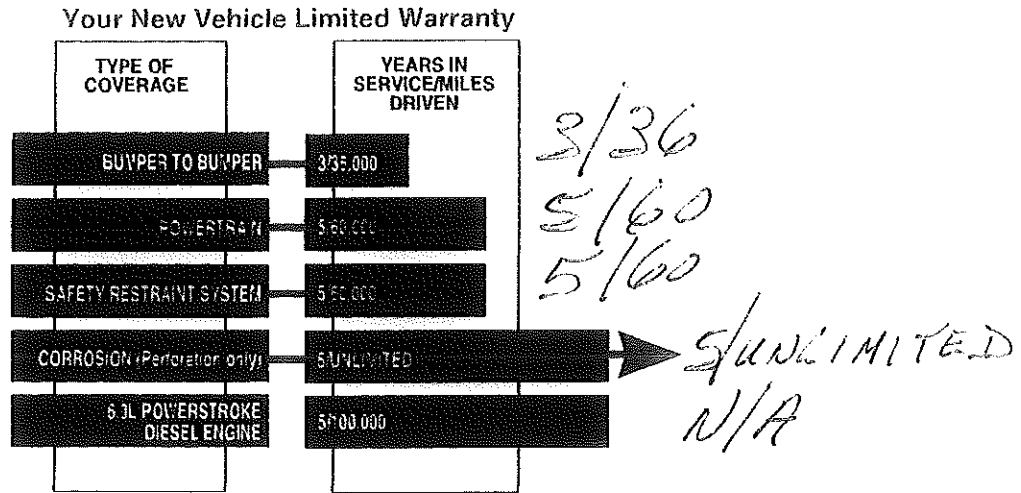 Your New Vehicle Limited Warranty
TYPE OF
COVERAGE
YEARS IN
SERVICE/MILES
DRIVEN
BUMPER TO BUMPER 3/36,000 3/36
POWERTRAIN 5/60,000 5/60
SAFETY RESTRAINT SYSTEM 5/60,000 5/60
CORROSION (Perforation only) 5/UNLIMITED 5/UNLIMITED
POWERSTROKE
DIESEL ENGINE 5/100,000 N/A